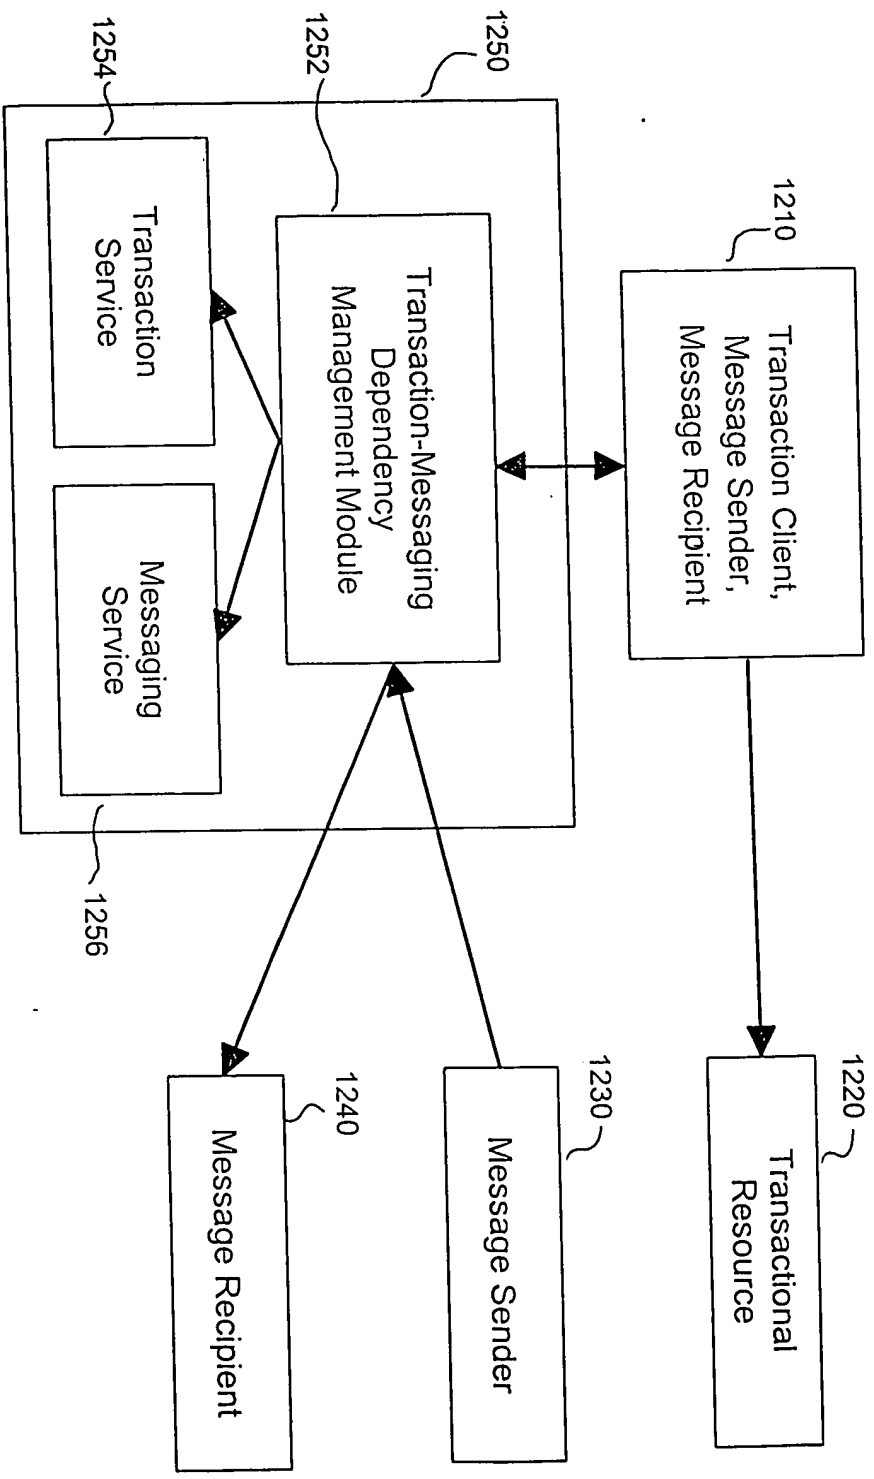 1210
Transaction Client,
Message Sender,
Message Recipient
1220
Transactional
Resource
1250
1252
Transaction-Messaging
Dependency
Management Module
1230
Message Sender
1254
Transaction
Service
Messaging
Service
1256
1240
Message Recipient